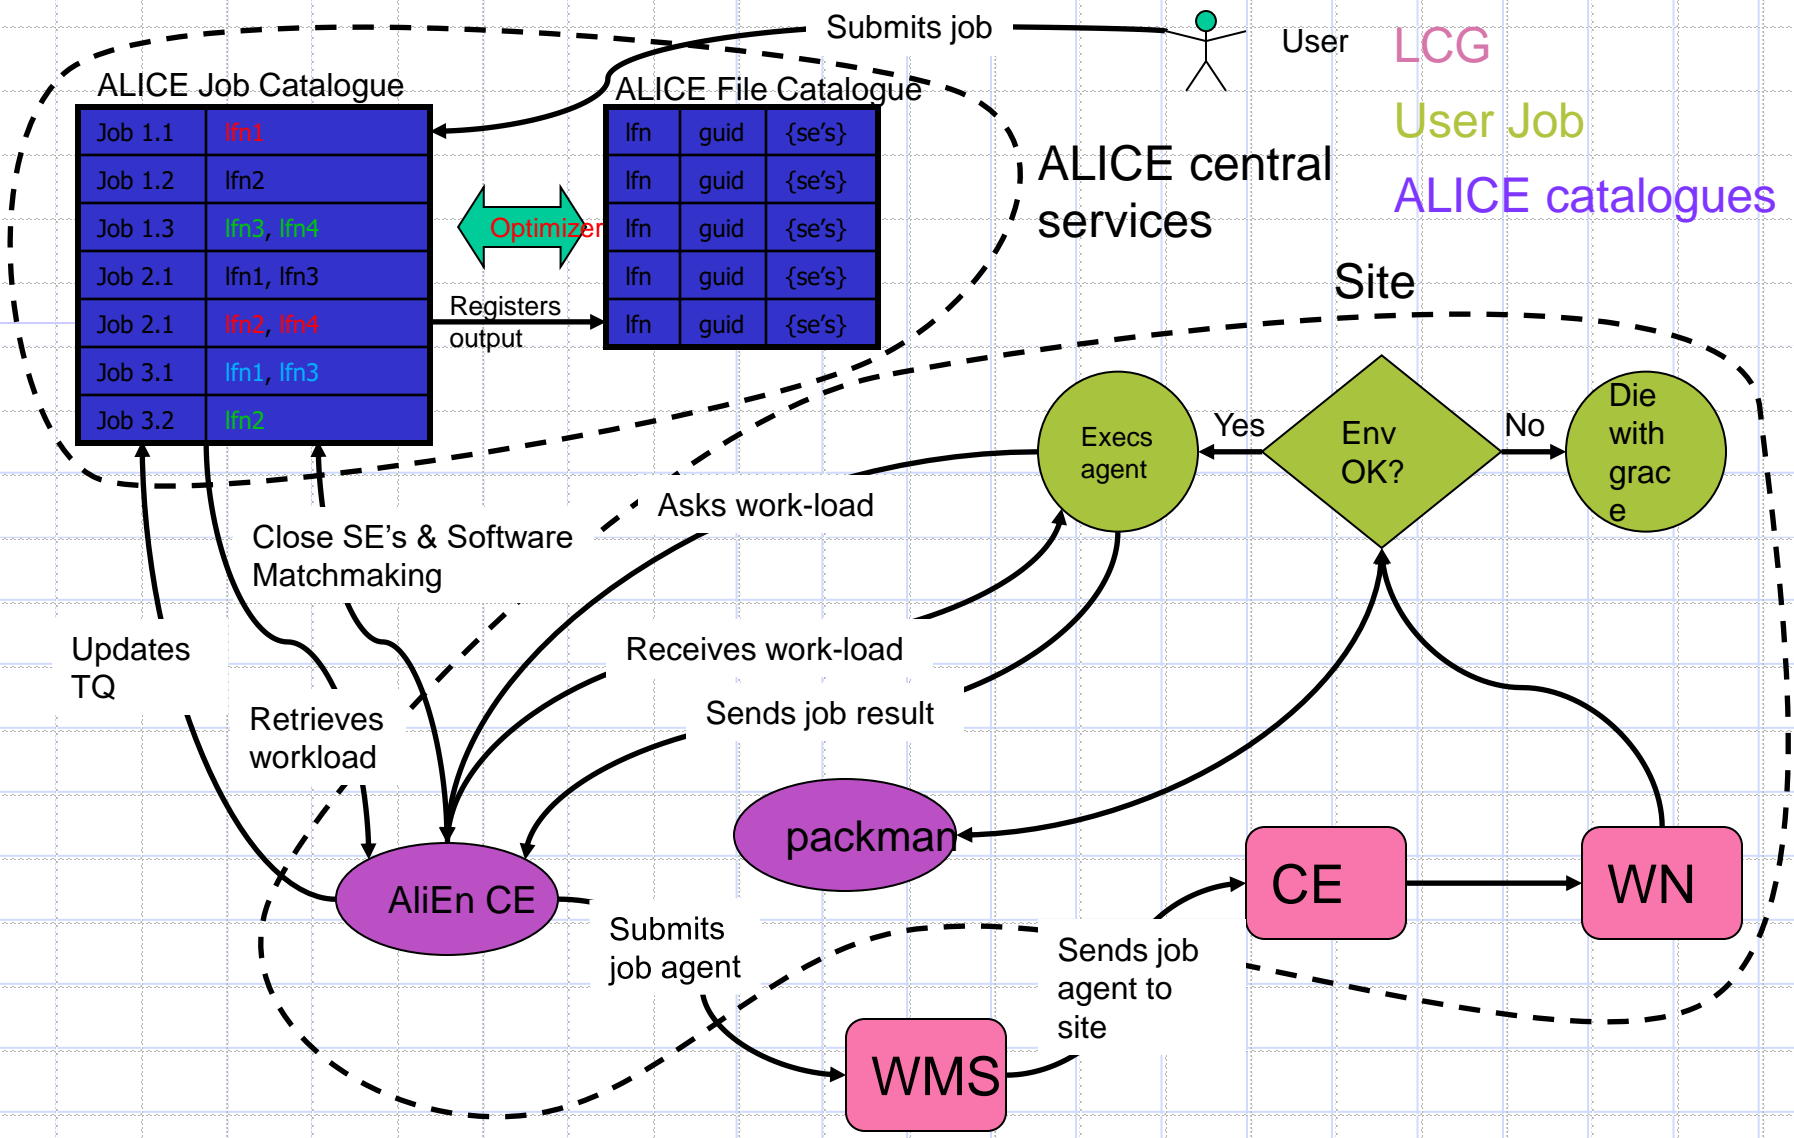 Submits job
User
LCG
User Job
ALICE catalogues
ALICE Job Catalogue
Job 1.1 lfn1
Job 1.2 lfn2
Job 1.3 lfn3, lfn4
Job 2.1 lfn1, lfn3
Job 2.1 lfn2, lfn4
Job 3.1 lfn1, lfn3
Job 3.2 lfn2
Optimizer
Registers
output
ALICE File Catalogue
lfn guid {se's}
lfn guid {se's}
lfn guid {se's}
lfn guid {se's}
lfn guid {se's}
ALICE central
services
Site
Execs
agent
Yes
Env
OK?
No
Die
with
grac
e
Asks work-load
Close SE's & Software
Matchmaking
Updates
TQ
Receives work-load
Sends job result
Retrieves
workload
packman
AliEn CE
CE
WN
Submits
job agent
Sends job
agent to
site
WMS